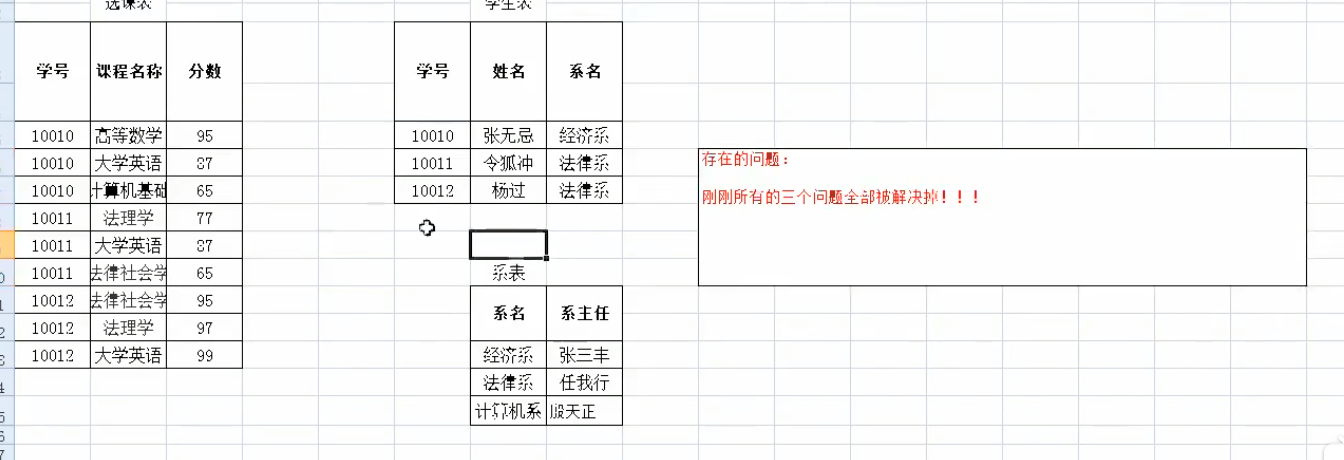 选课表 学生表
学号 课程名称 分数 学号 姓名 系名
10010 高等数学 95 10010 张无忌 经济系
10010 大学英语 87 10011 令狐冲 法律系
10010 计算机基础 65 10012 杨过 法律系
10011 法理学 77
10011 大学英语 87
10011 法律社会学 65
10012 法律社会学 95
10012 法理学 97
10012 大学英语 99
系表
系名 系主任
经济系 张三丰
法律系 任我行
计算机系 殷天正
存在的问题：
刚刚所有的三个问题全部被解决掉！！！